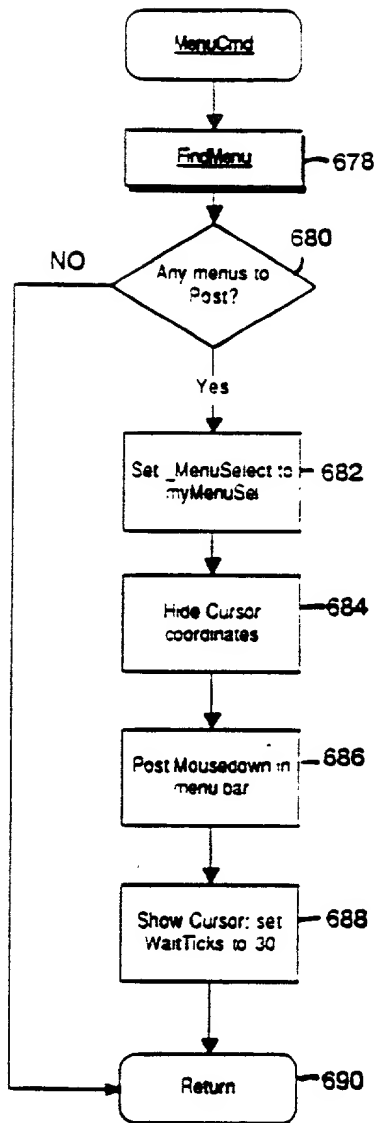 MenuCmd
FindMenu
678
680
NO
Any menus to
Post?
Yes
Set _MenuSelect to
myMenuSel
682
Hide Cursor
coordinates
684
Post Mousedown in
menu bar
686
Show Cursor: set
WaitTicks to 30
688
Return
690